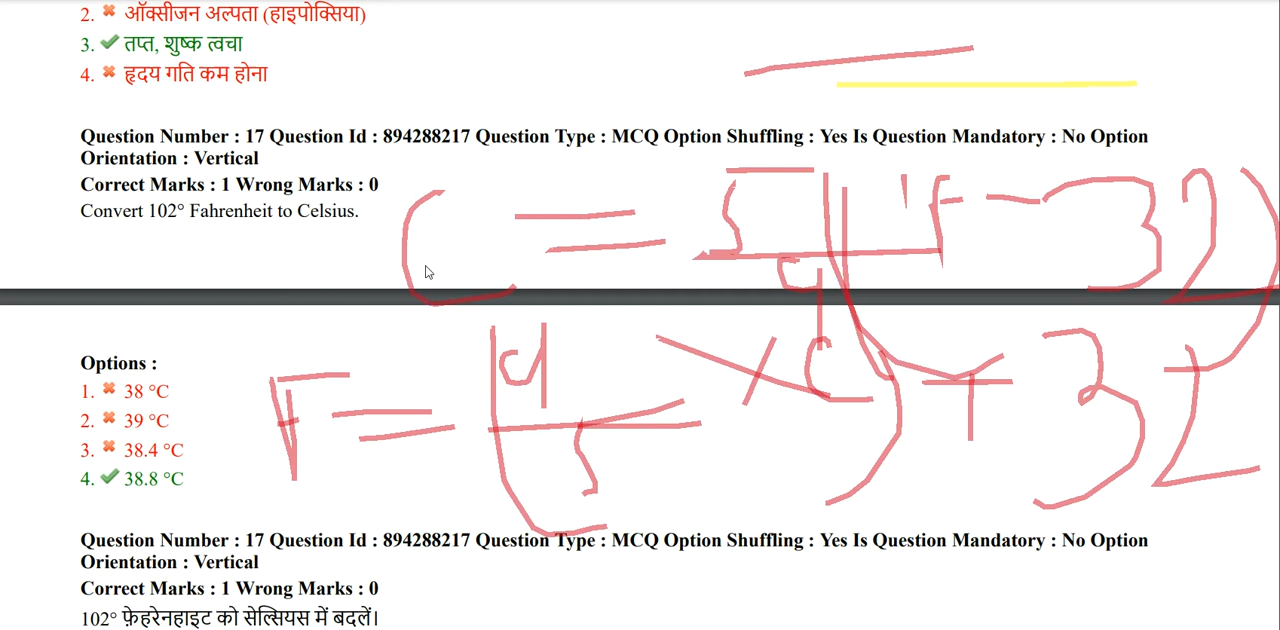 2. ✖ ऑक्सीजन अल्पता (हाइपोक्सिया)
3. ✔ तप्त, शुष्क त्वचा
4. ✖ हृदय गति कम होना
Question Number : 17 Question Id : 894288217 Question Type : MCQ Option Shuffling : Yes Is Question Mandatory : No Option
Orientation : Vertical
Correct Marks : 1 Wrong Marks : 0
Convert 102° Fahrenheit to Celsius.
C = 5/9 (F - 32)
Options :
1. ✖ 38 °C
2. ✖ 39 °C
3. ✖ 38.4 °C
4. ✔ 38.8 °C
F = (9/5 × C) + 32
Question Number : 17 Question Id : 894288217 Question Type : MCQ Option Shuffling : Yes Is Question Mandatory : No Option
Orientation : Vertical
Correct Marks : 1 Wrong Marks : 0
102° फ़ेहरेनहाइट को सेल्सियस में बदलें।